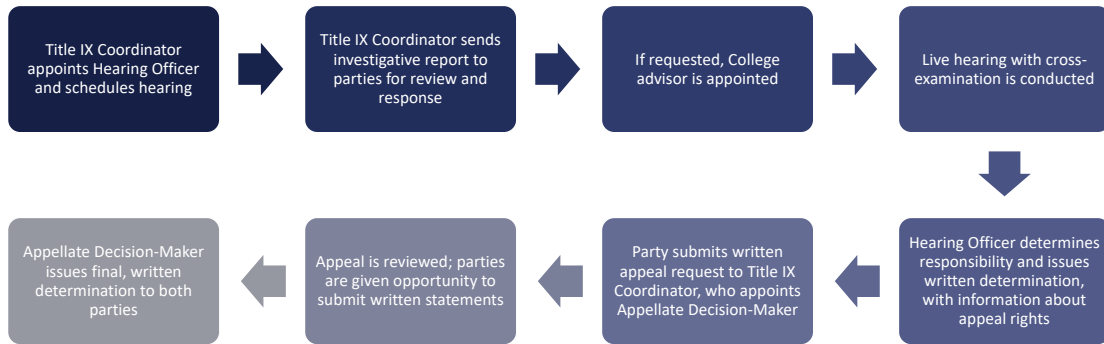 Title IX Coordinator
appoints Hearing Officer
and schedules hearing
Title IX Coordinator sends
investigative report to
parties for review and
response
If requested, College
advisor is appointed
Live hearing with cross-
examination is conducted
Hearing Officer determines
responsibility and issues
written determination,
with information about
appeal rights
Party submits written
appeal request to Title IX
Coordinator, who appoints
Appellate Decision-Maker
Appeal is reviewed; parties
are given opportunity to
submit written statements
Appellate Decision-Maker
issues final, written
determination to both
parties